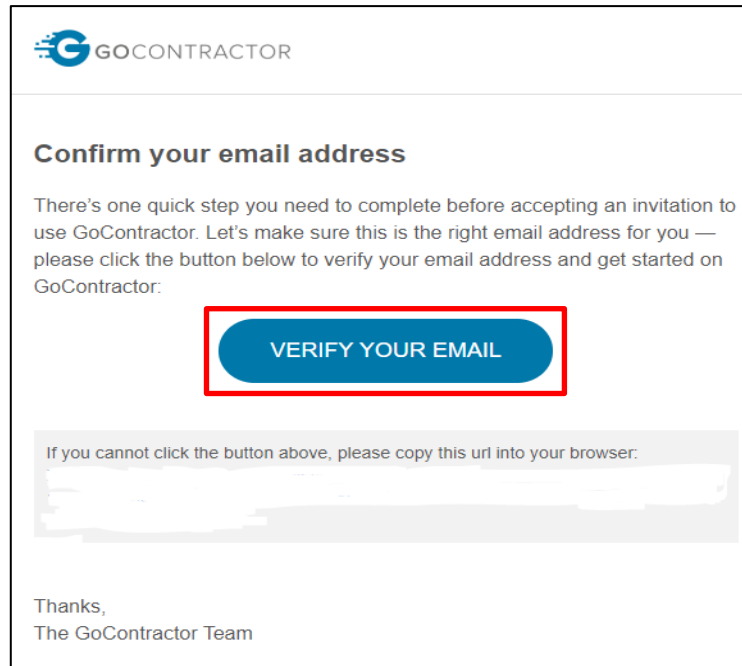 GOCONTRACTOR
Confirm your email address
There's one quick step you need to complete before accepting an invitation to
use GoContractor. Let's make sure this is the right email address for you —
please click the button below to verify your email address and get started on
GoContractor:
VERIFY YOUR EMAIL
If you cannot click the button above, please copy this url into your browser:
Thanks,
The GoContractor Team